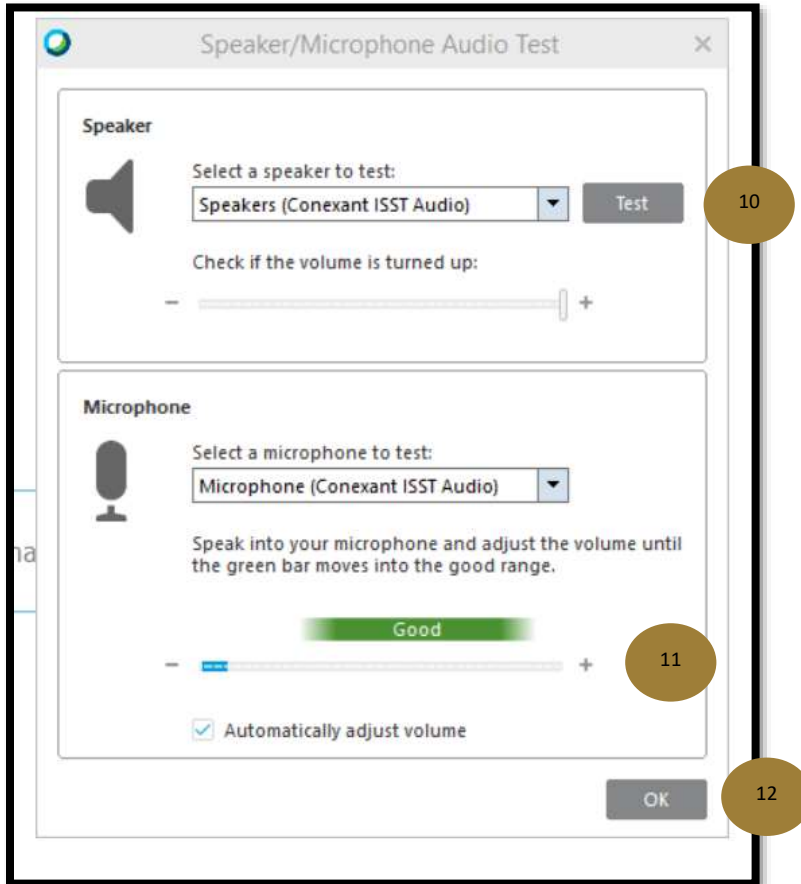 Speaker/Microphone Audio Test
Speaker
Select a speaker to test:
Speakers (Conexant ISST Audio)
Test
10
Check if the volume is turned up:
- +
Microphone
Select a microphone to test:
Microphone (Conexant ISST Audio)
Speak into your microphone and adjust the volume until
the green bar moves into the good range.
na
Good
- +
11
Automatically adjust volume
OK
12